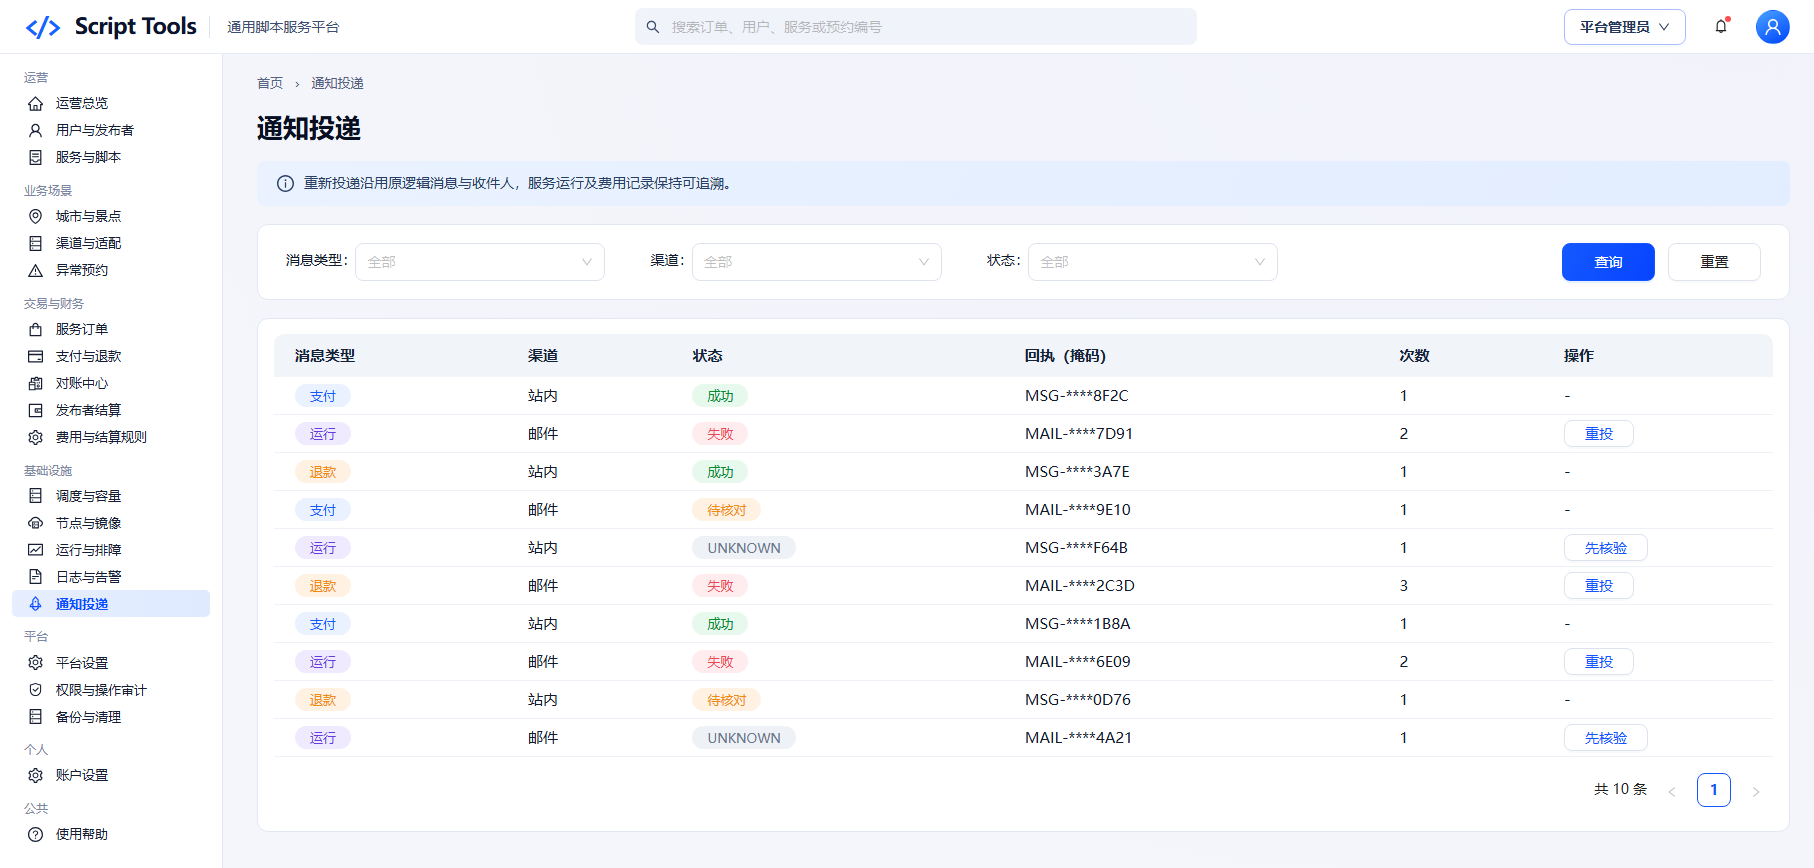 </> Script Tools 通用脚本服务平台
搜索订单、用户、服务或预约编号
平台管理员
运营
运营总览
用户与发布者
服务与脚本
业务场景
城市与景点
渠道与适配
异常预约
交易与财务
服务订单
支付与退款
对账中心
发布者结算
费用与结算规则
基础设施
调度与容量
节点与镜像
运行与排障
日志与告警
通知投递
平台
平台设置
权限与操作审计
备份与清理
个人
账户设置
公共
使用帮助
首页 › 通知投递
通知投递
重新投递沿用原逻辑消息与收件人，服务运行及费用记录保持可追溯。
消息类型： 全部 渠道： 全部 状态： 全部 查询 重置
消息类型 渠道 状态 回执（掩码） 次数 操作
支付 站内 成功 MSG-****8F2C 1 -
运行 邮件 失败 MAIL-****7D91 2 重投
退款 站内 成功 MSG-****3A7E 1 -
支付 邮件 待核对 MAIL-****9E10 1 -
运行 站内 UNKNOWN MSG-****F64B 1 先核验
退款 邮件 失败 MAIL-****2C3D 3 重投
支付 站内 成功 MSG-****1B8A 1 -
运行 邮件 失败 MAIL-****6E09 2 重投
退款 站内 待核对 MSG-****0D76 1 -
运行 邮件 UNKNOWN MAIL-****4A21 1 先核验
共 10 条 < 1 >